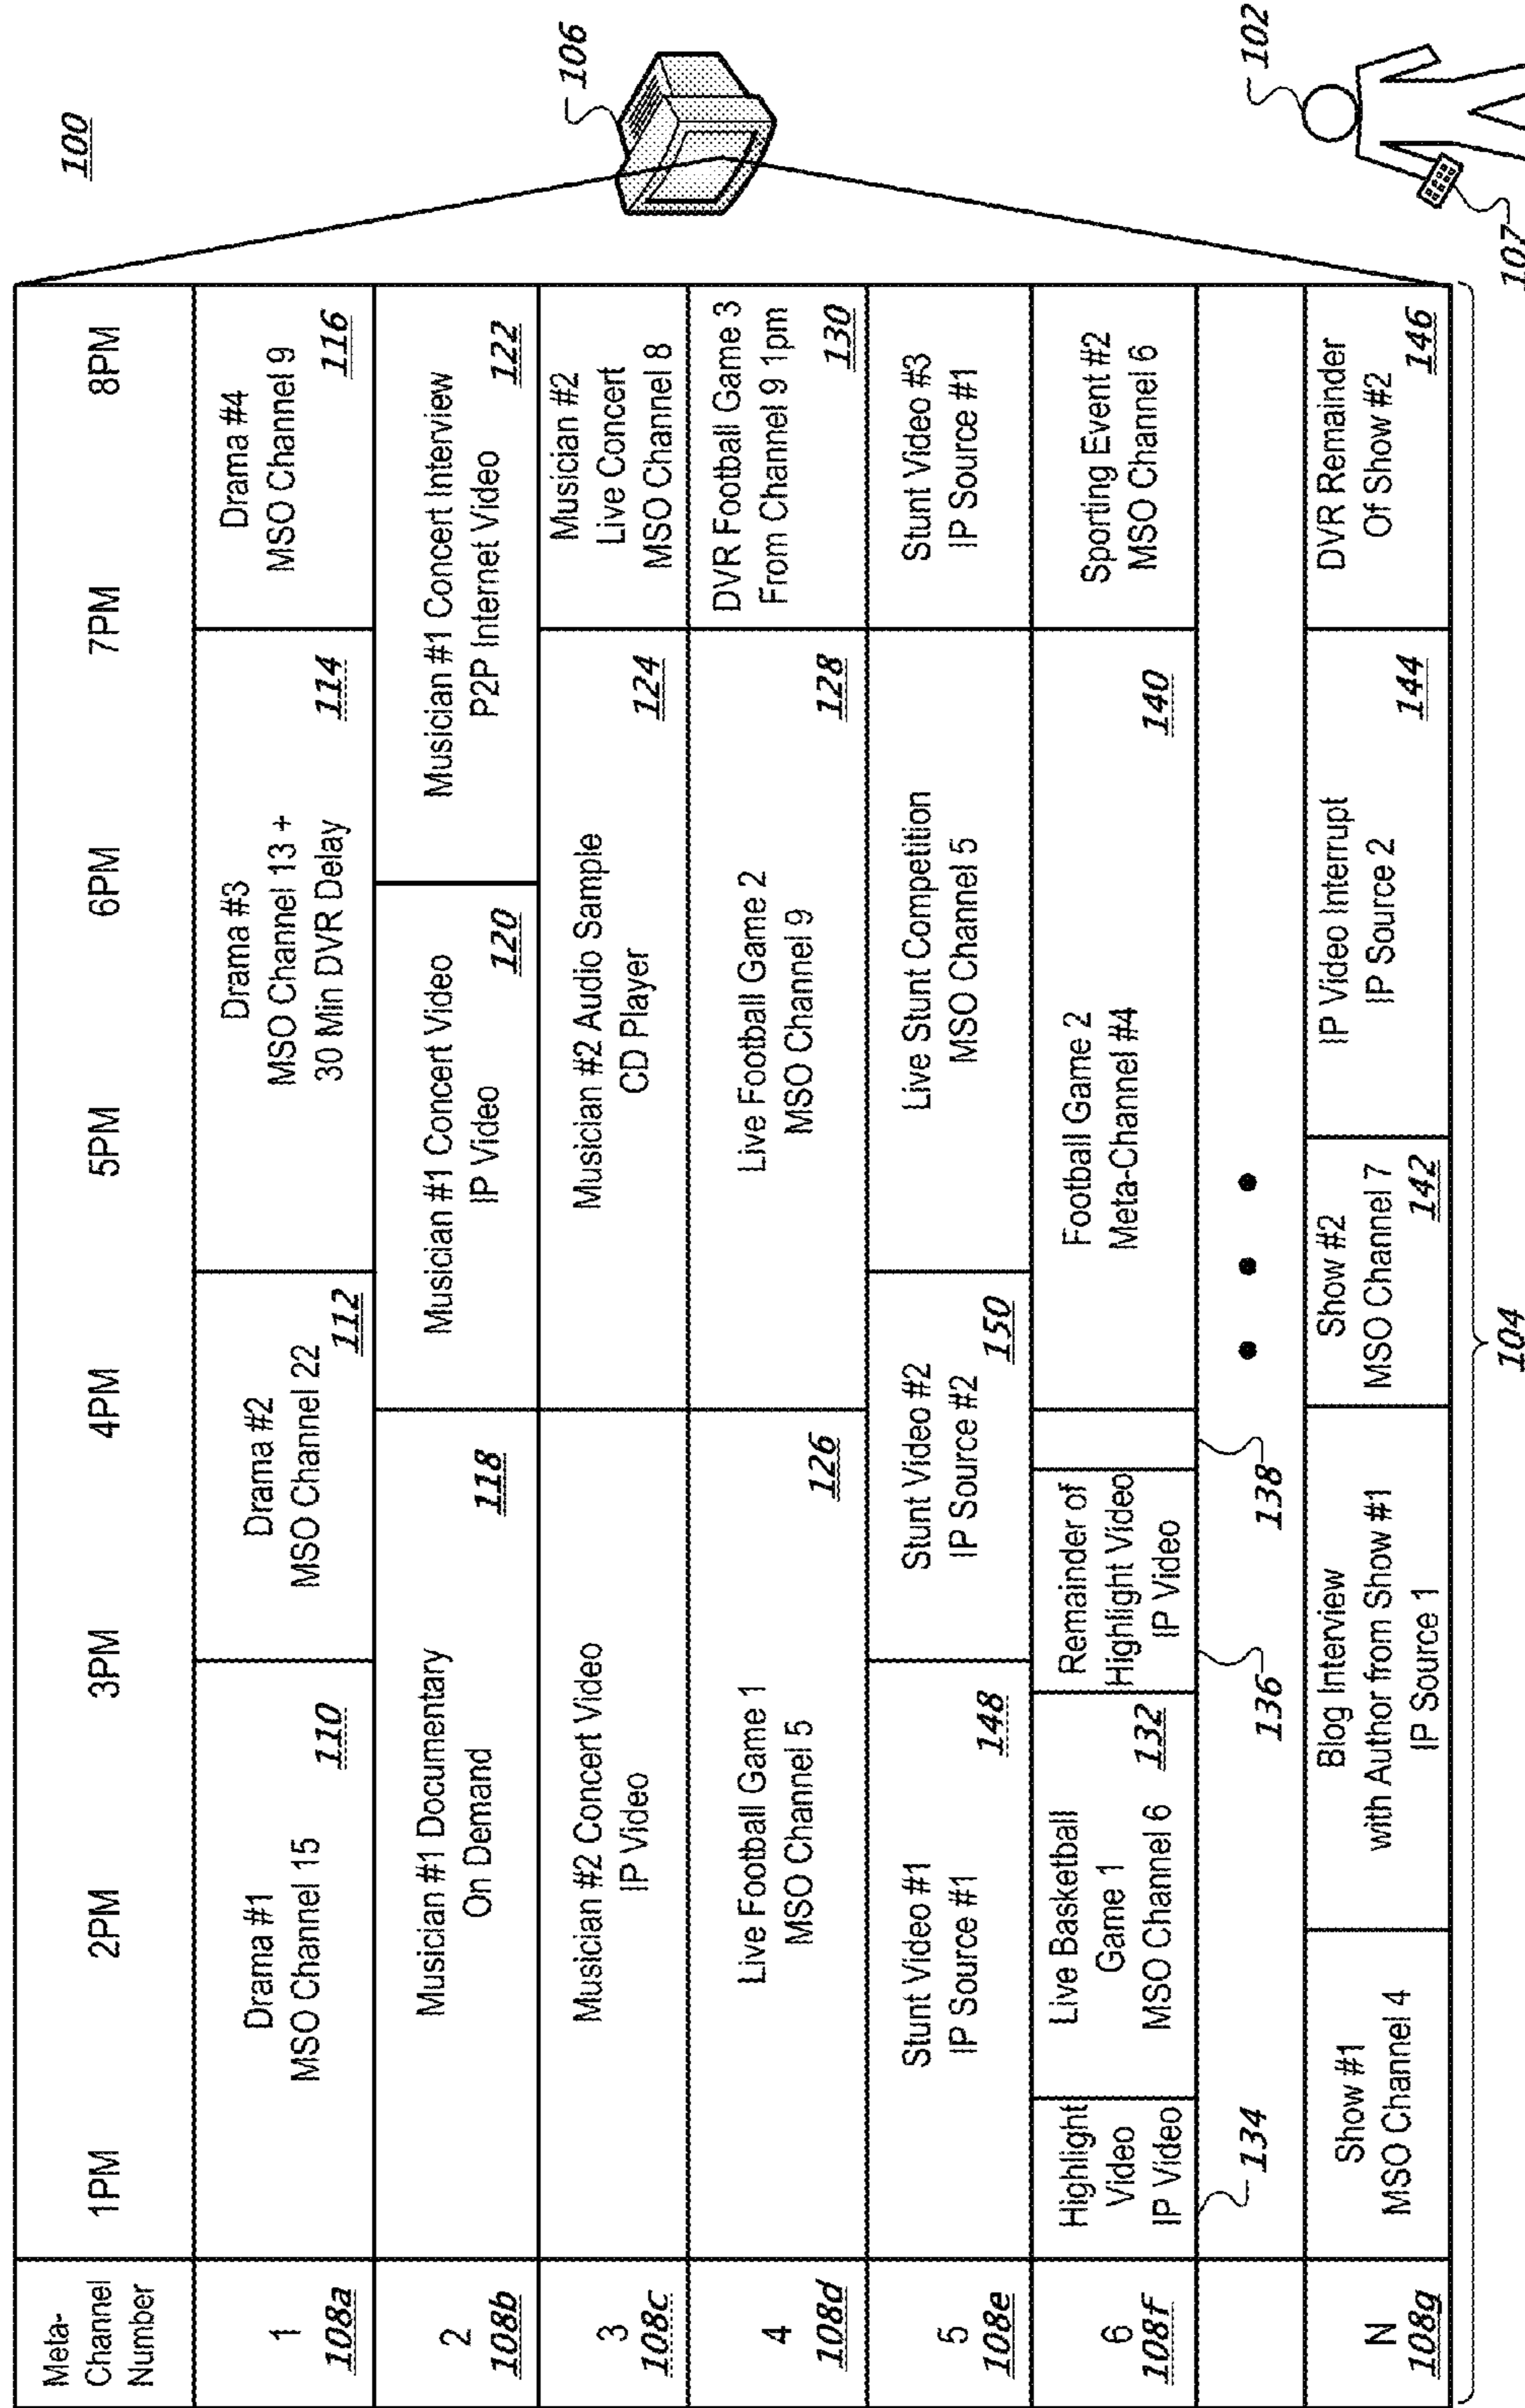 100
Meta-
Channel
Number
1PM
2PM
3PM
4PM
5PM
6PM
7PM
8PM
1
108a
Drama #1
MSO Channel 15
110
Drama #2
MSO Channel 22
112
Drama #3
MSO Channel 13 +
30 Min DVR Delay
114
Drama #4
MSO Channel 9
116
2
108b
Musician #1 Documentary
On Demand
118
Musician #1 Concert Video
IP Video
120
Musician #1 Concert Interview
P2P Internet Video
122
3
108c
Musician #2 Concert Video
IP Video
Musician #2 Audio Sample
CD Player
124
Musician #2
Live Concert
MSO Channel 8
4
108d
Live Football Game 1
MSO Channel 5
126
Live Football Game 2
MSO Channel 9
128
DVR Football Game 3
From Channel 9 1pm
130
5
108e
Stunt Video #1
IP Source #1
148
Stunt Video #2
IP Source #2
150
Live Stunt Competition
MSO Channel 5
Stunt Video #3
IP Source #1
6
108f
Highlight
Video
IP Video
134
Live Basketball
Game 1
MSO Channel 6
132
Remainder of
Highlight Video
IP Video
136
138
Football Game 2
Meta-Channel #4
140
Sporting Event #2
MSO Channel 6
N
108g
Show #1
MSO Channel 4
Blog Interview
with Author from Show #1
IP Source 1
Show #2
MSO Channel 7
142
IP Video Interrupt
IP Source 2
144
DVR Remainder
Of Show #2
146
104
106
102
107